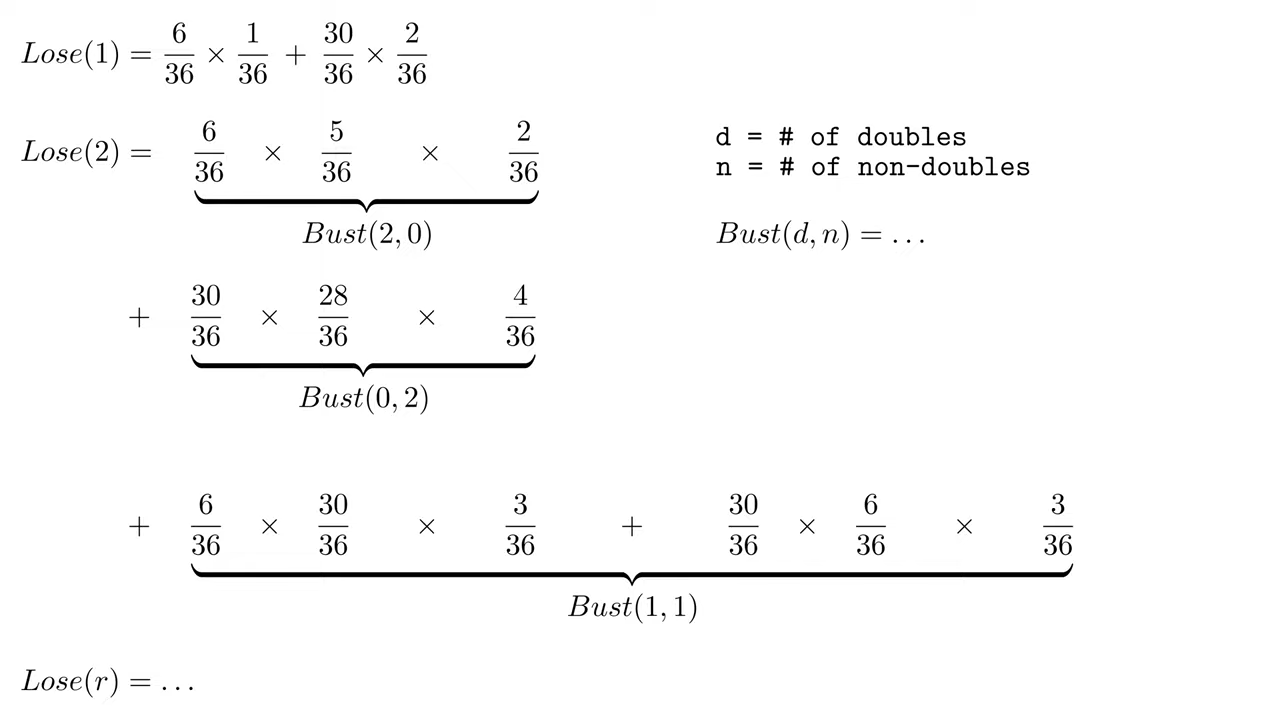 Lose(1) = 6/36 × 1/36 + 30/36 × 2/36
Lose(2) = 6/36 × 5/36 × 2/36
Bust(2, 0)
d = # of doubles
n = # of non-doubles
Bust(d, n) = ...
+ 30/36 × 28/36 × 4/36
Bust(0, 2)
+ 6/36 × 30/36 × 3/36 + 30/36 × 6/36 × 3/36
Bust(1, 1)
Lose(r) = ...